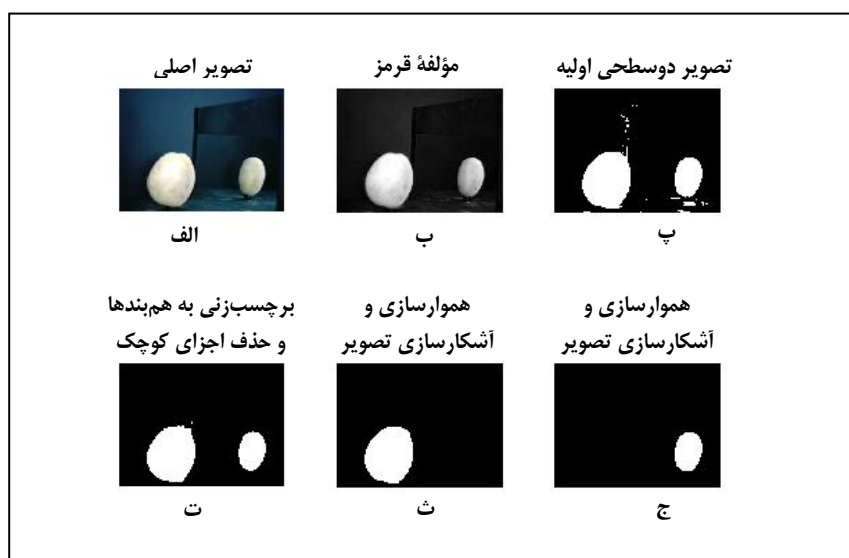 تصویر اصلی
مؤلفهٔ قرمز
تصویر دوسطحی اولیه
الف
ب
پ
برچسب‌زنی به هم‌بندها
و حذف اجزای کوچک
هموارسازی و
آشکارسازی تصویر
هموارسازی و
آشکارسازی تصویر
ت
ث
ج